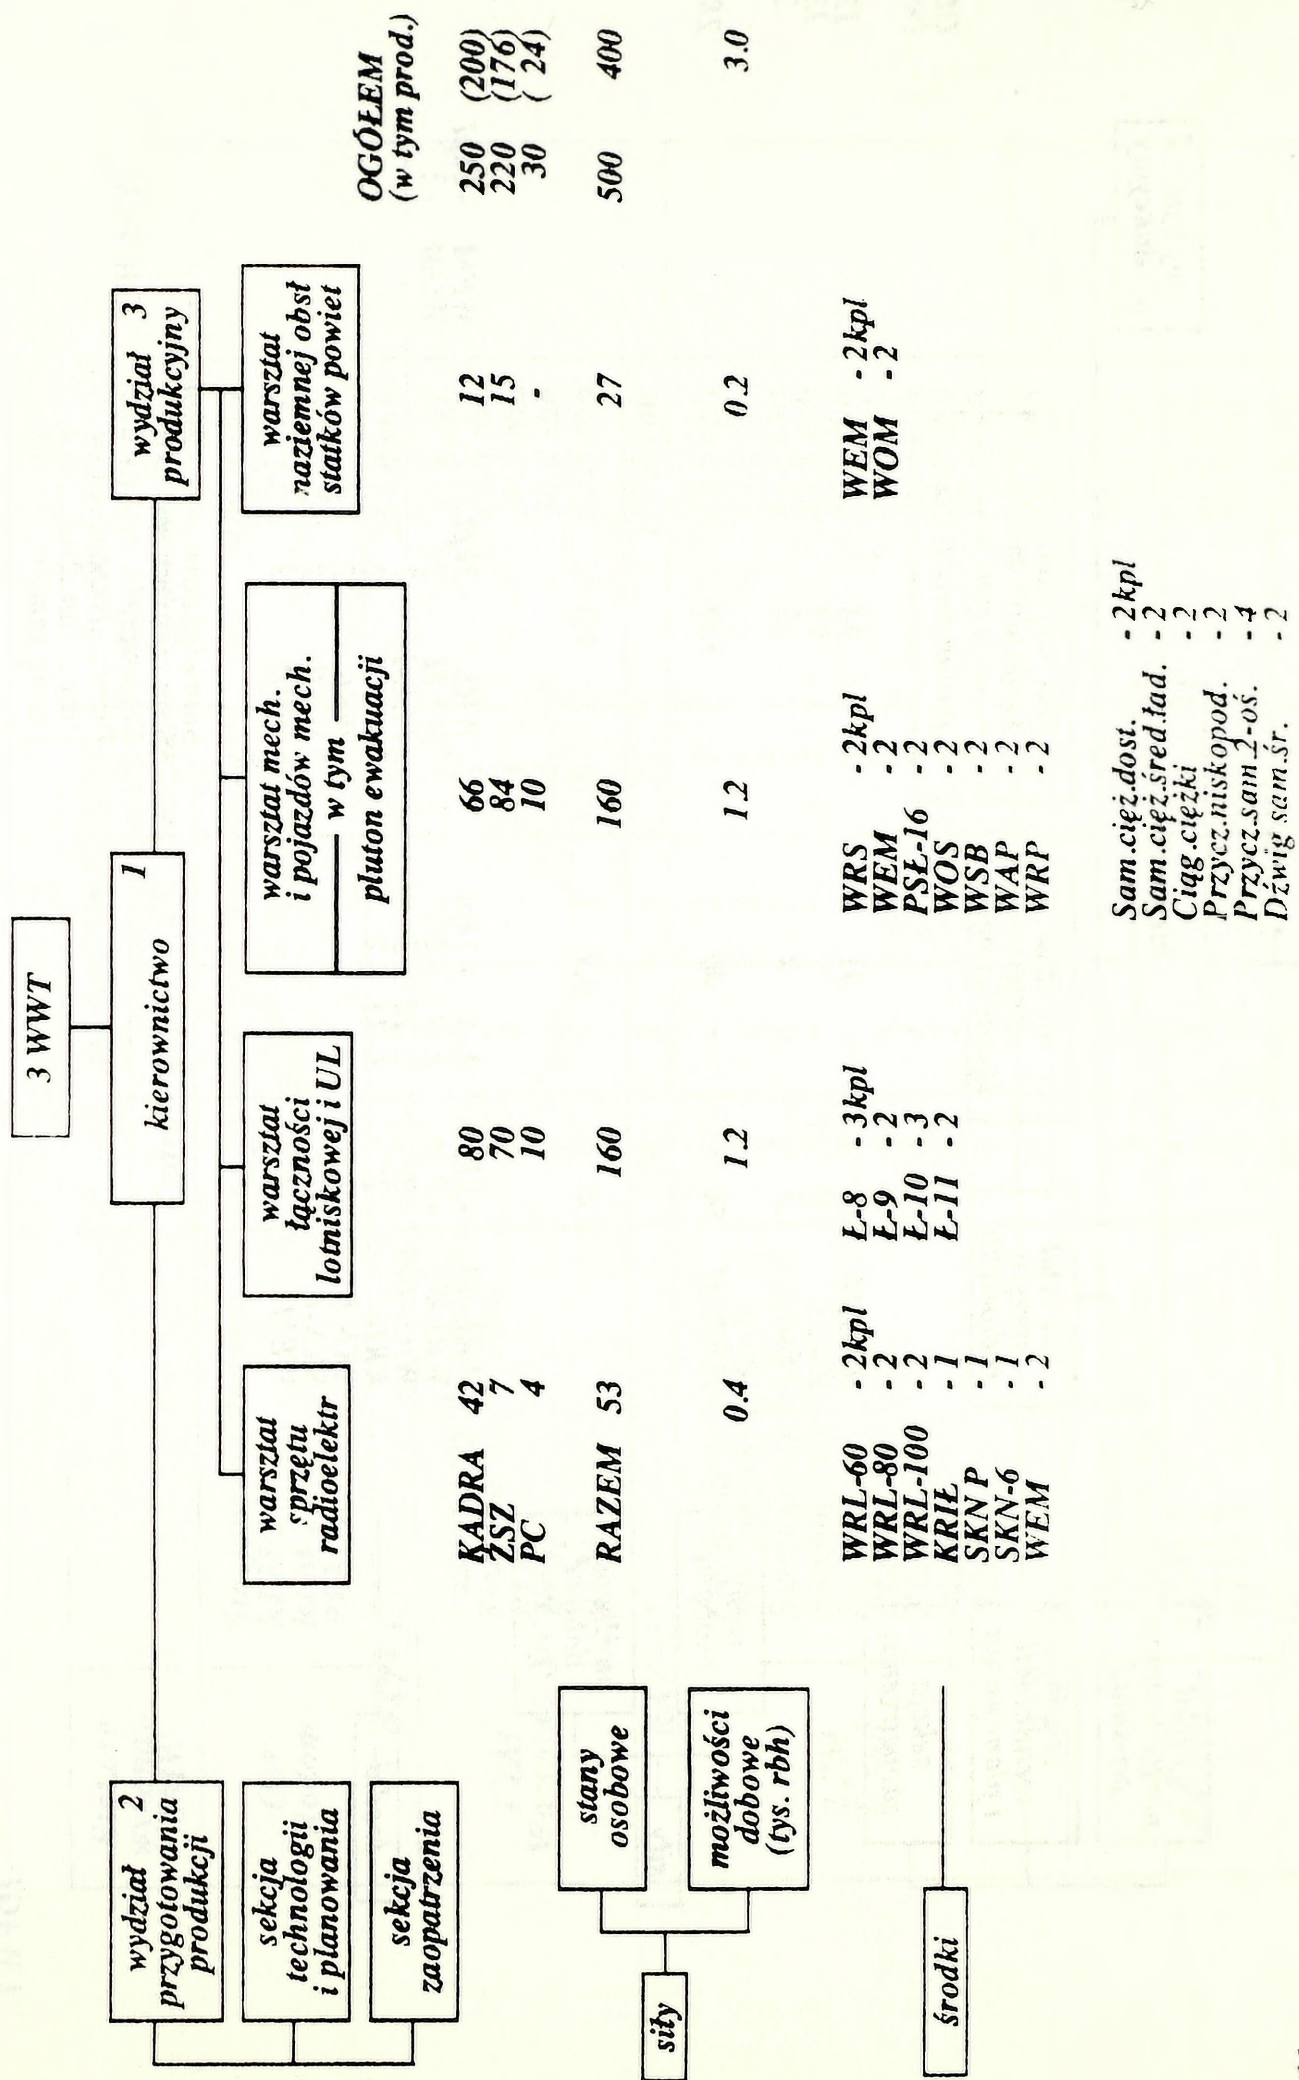 3 WWT
kierownictwo 1
wydział 2
przygotowania
produkcji
sekcja
technologii
i planowania
sekcja
zaopatrzenia
wydział 3
produkcyjny
warsztat
sprzętu
radioelektr
warsztat
łączności
lotniskowej i UL
warsztat mech.
i pojazdów mech.
w tym
pluton ewakuacji
warsztat
naziemnej obsł
statków powiet
OGÓŁEM
(w tym prod.)
siły
stany
osobowe
KADRA 42 80 66 12 250 (200)
ZSZ 7 70 84 15 220 (176)
PC 4 10 10 - 30 ( 24)
RAZEM 53 160 160 27 500 400
możliwości
dobowe
(tys. rbh)
0.4 1.2 1.2 0.2 3.0
środki
WRL-60 - 2kpl
WRL-80 - 2
WRL-100 - 2
KRIŁ - 1
SKN P - 1
SKN-6 - 1
WEM - 2
Ł-8 - 3kpl
Ł-9 - 2
Ł-10 - 3
Ł-11 - 2
WRS - 2kpl
WEM - 2
PSŁ-16 - 2
WOS - 2
WSB - 2
WAP - 2
WRP - 2
WEM - 2kpl
WOM - 2
Sam.cięż.dost. - 2kpl
Sam.cięż.śred.ład. - 2
Ciąg.ciężki - 2
Przycz.niskopod. - 2
Przycz.sam.2-oś. - 4
Dźwig sam.śr. - 2